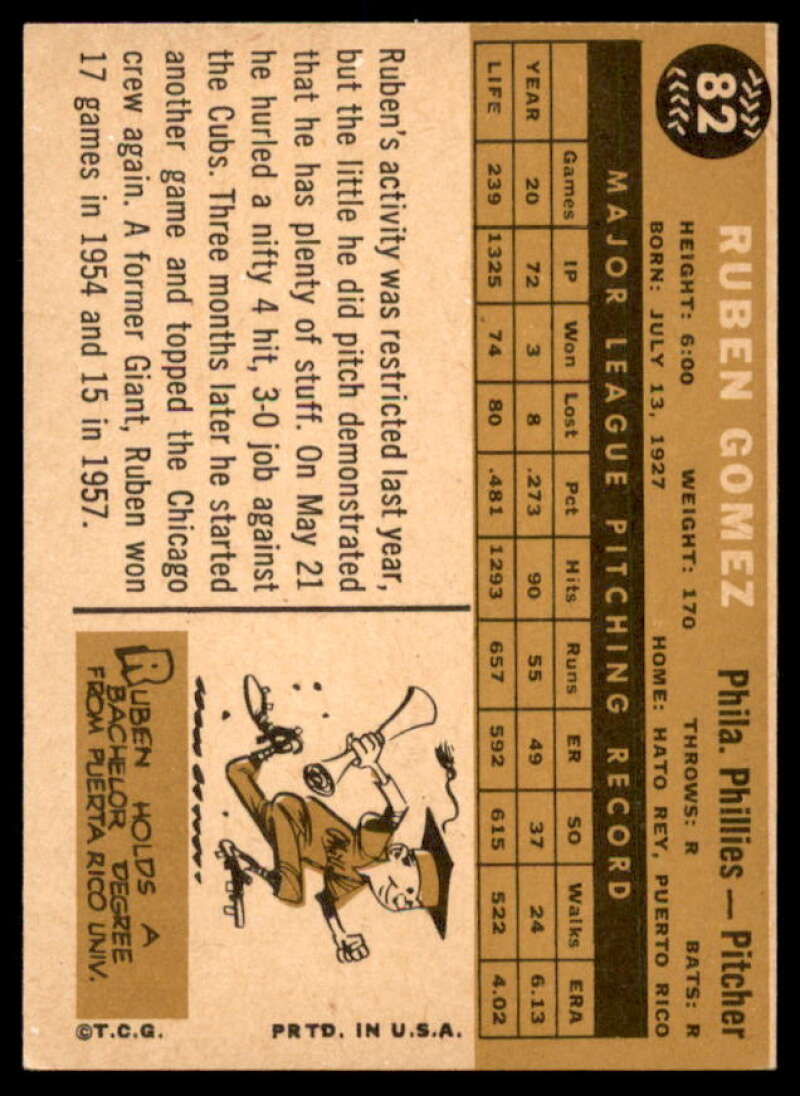 82
RUBEN GOMEZ Phila. Phillies — Pitcher
HEIGHT: 6:00 WEIGHT: 170 THROWS: R BATS: R
BORN: JULY 13, 1927 HOME: HATO REY, PUERTO RICO
MAJOR LEAGUE PITCHING RECORD
Games IP Won Lost Pct Hits Runs ER SO Walks ERA
YEAR 20 72 3 8 .273 90 55 49 37 24 6.13
LIFE 239 1325 74 80 .481 1293 657 592 615 522 4.02
Ruben's activity was restricted last year,
but the little he did pitch demonstrated
that he has plenty of stuff. On May 21
he hurled a nifty 4 hit, 3-0 job against
the Cubs. Three months later he started
another game and topped the Chicago
crew again. A former Giant, Ruben won
17 games in 1954 and 15 in 1957.
RUBEN HOLDS A
BACHELOR DEGREE
FROM PUERTA RICO UNIV.
©T.C.G. PRTD. IN U.S.A.